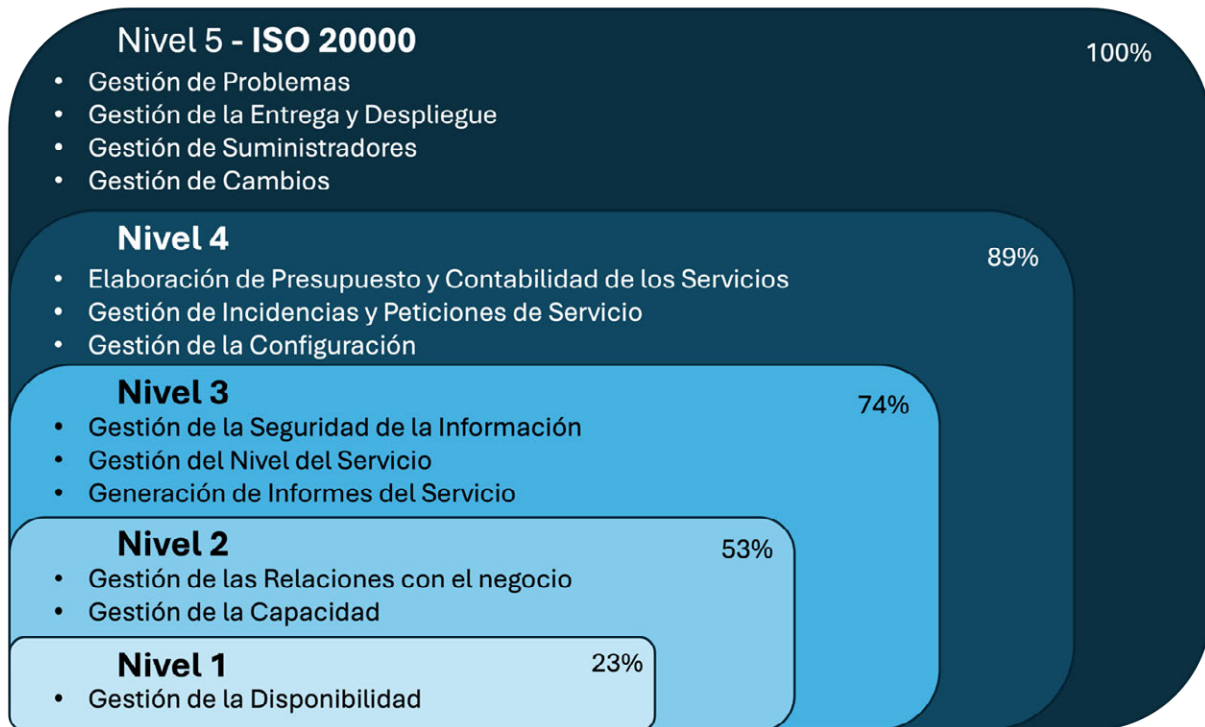 Nivel 5 - ISO 20000
100%
• Gestión de Problemas
• Gestión de la Entrega y Despliegue
• Gestión de Suministradores
• Gestión de Cambios
Nivel 4
89%
• Elaboración de Presupuesto y Contabilidad de los Servicios
• Gestión de Incidencias y Peticiones de Servicio
• Gestión de la Configuración
Nivel 3
74%
• Gestión de la Seguridad de la Información
• Gestión del Nivel del Servicio
• Generación de Informes del Servicio
Nivel 2
53%
• Gestión de las Relaciones con el negocio
• Gestión de la Capacidad
Nivel 1
23%
• Gestión de la Disponibilidad